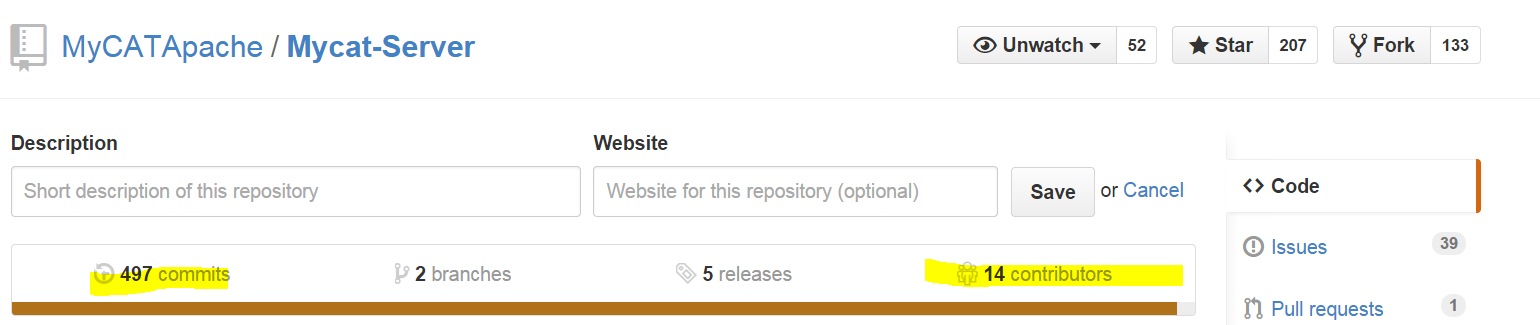 MyCATApache / Mycat-Server
Unwatch 52 Star 207 Fork 133
Description Website
Short description of this repository Website for this repository (optional) Save or Cancel
Code
Issues 39
497 commits 2 branches 5 releases 14 contributors
Pull requests 1